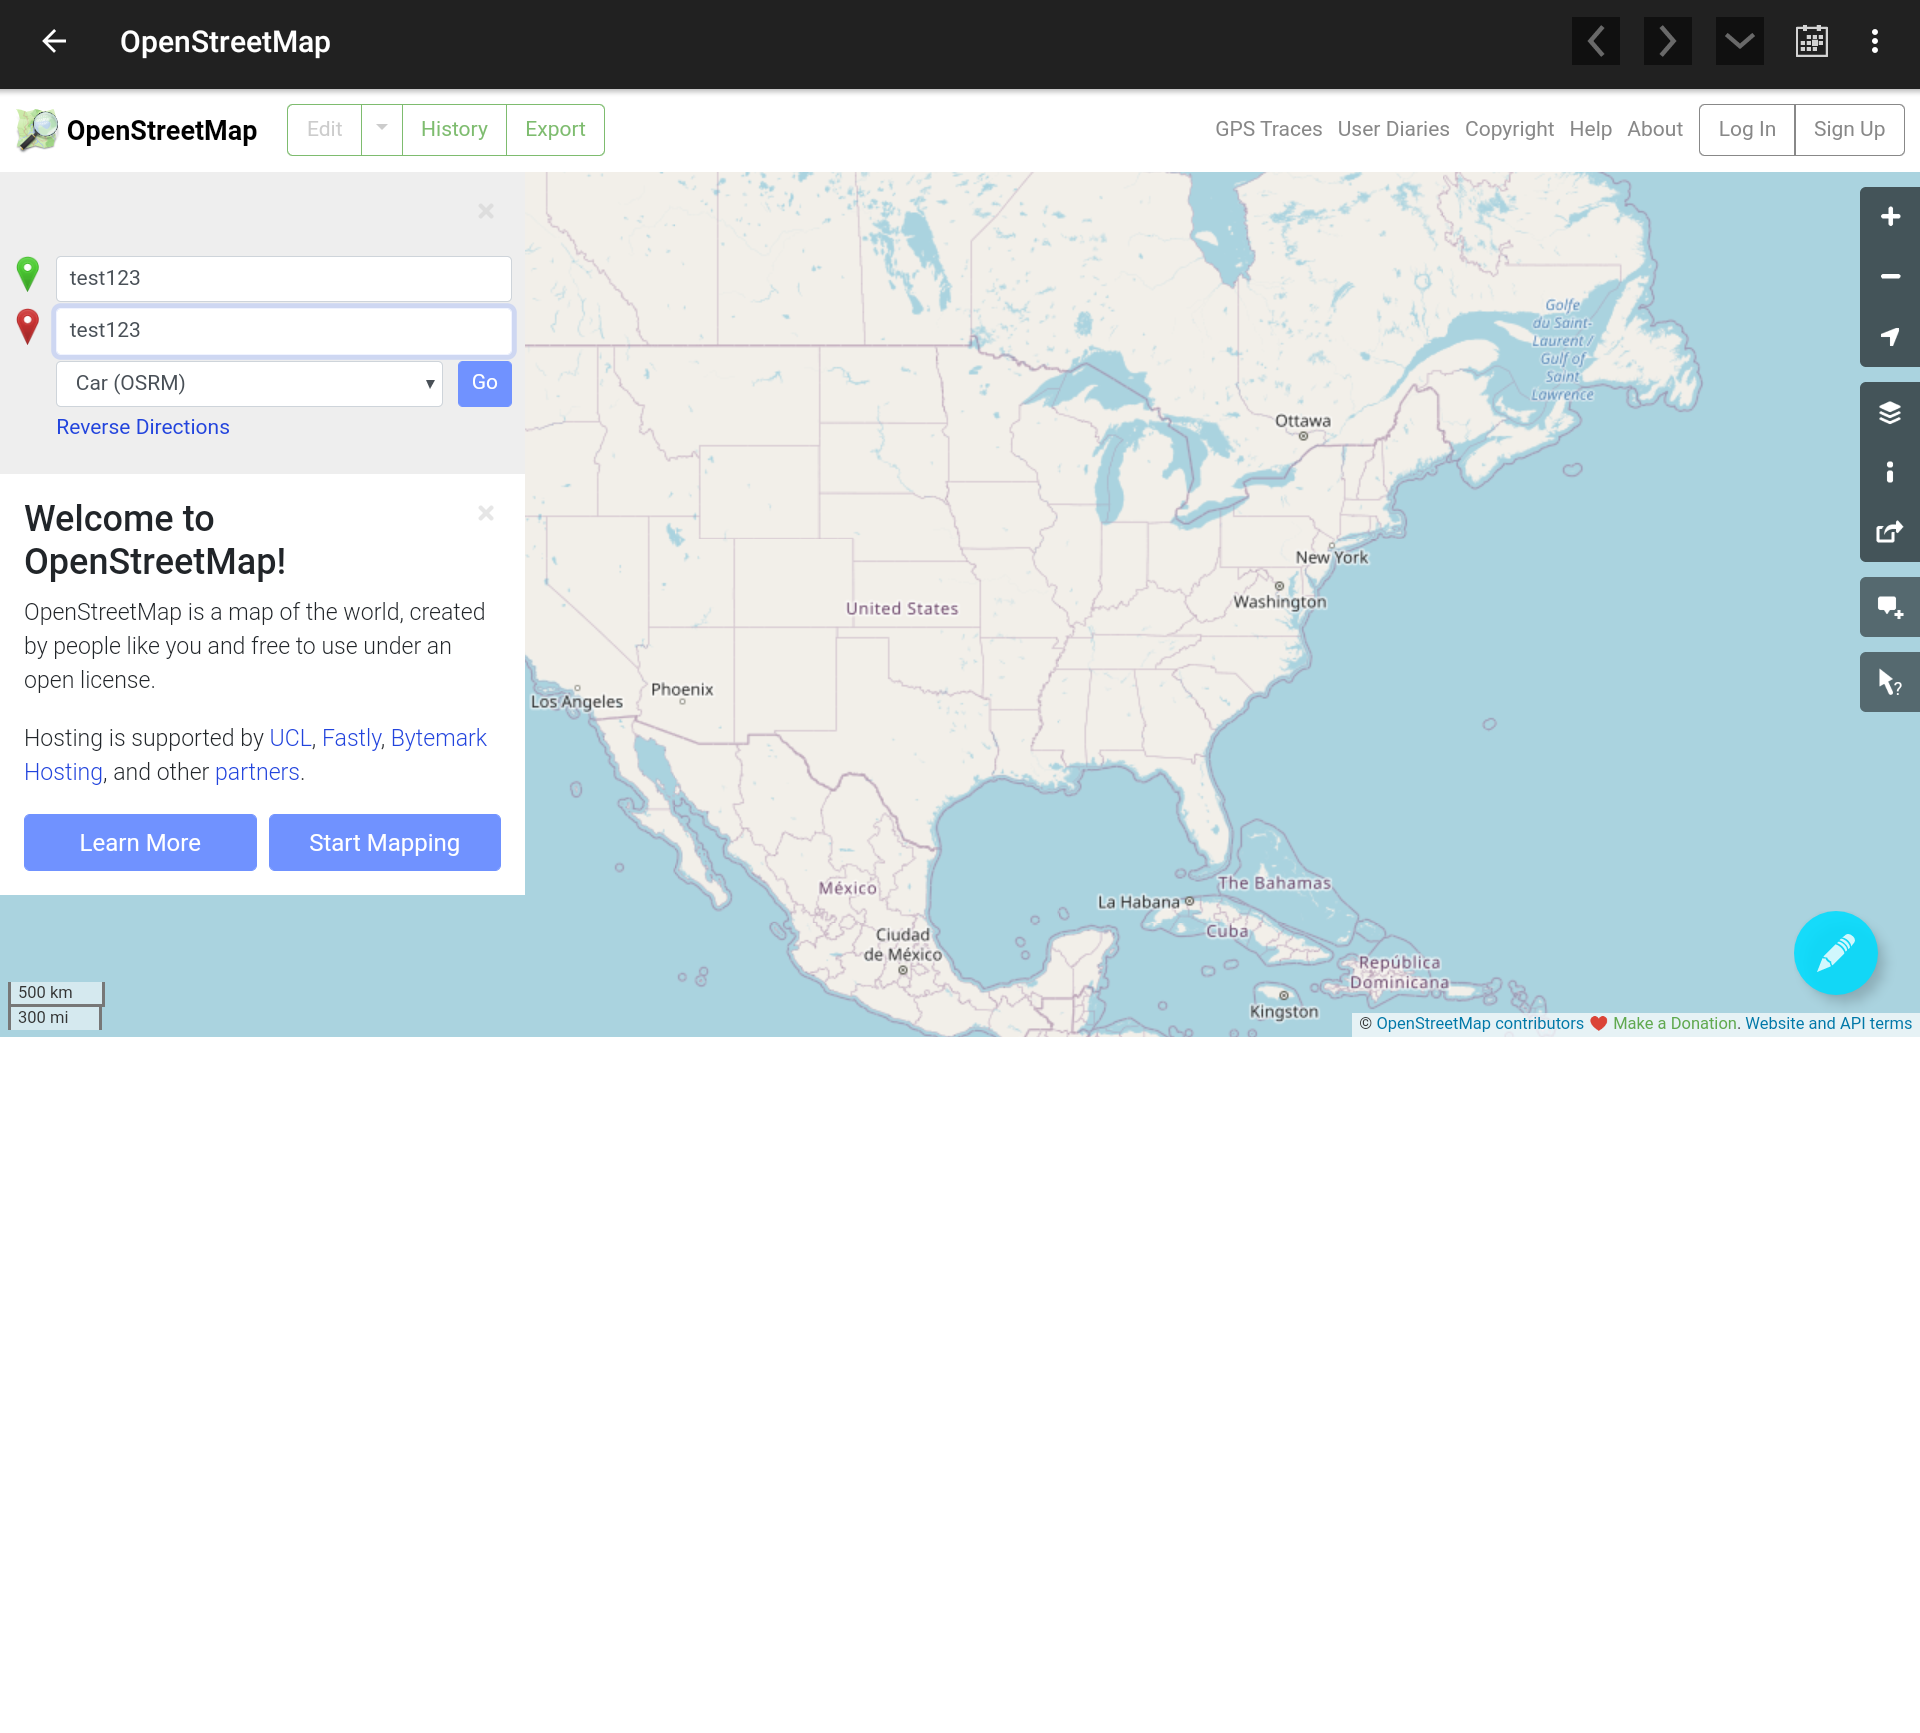 OpenStreetMap
OpenStreetMap
Edit
History
Export
GPS Traces
User Diaries
Copyright
Help
About
Log In
Sign Up
test123
test123
Car (OSRM)
Go
Reverse Directions
Welcome to
OpenStreetMap!
OpenStreetMap is a map of the world, created
by people like you and free to use under an
open license.
Hosting is supported by UCL, Fastly, Bytemark
Hosting, and other partners.
Learn More
Start Mapping
Golfe
du Saint-
Laurent /
Gulf of
Saint
Lawrence
Ottawa
New York
Washington
United States
Phoenix
Los Angeles
México
Ciudad
de México
The Bahamas
La Habana
Cuba
República
Dominicana
Kingston
500 km
300 mi
© OpenStreetMap contributors ♥ Make a Donation. Website and API terms